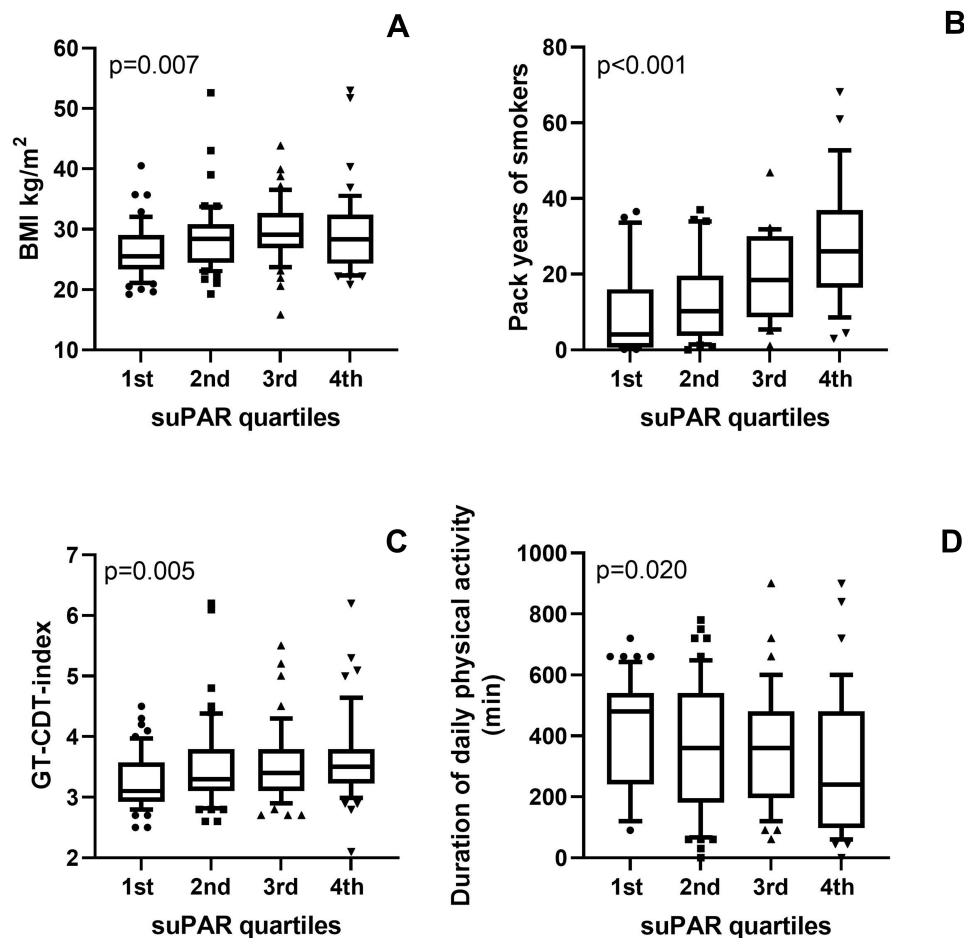 A
p=0.007
60
50
40
30
20
10
BMI kg/m²
1st 2nd 3rd 4th
suPAR quartiles
B
p<0.001
80
60
40
20
0
Pack years of smokers
1st 2nd 3rd 4th
suPAR quartiles
C
p=0.005
7
6
5
4
3
2
GT-CDT-index
1st 2nd 3rd 4th
suPAR quartiles
D
p=0.020
1000
800
600
400
200
0
Duration of daily physical activity
(min)
1st 2nd 3rd 4th
suPAR quartiles